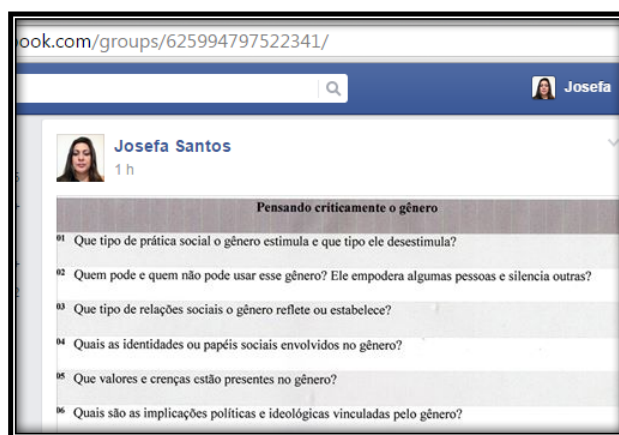 ook.com/groups/625994797522341/
Josefa
Josefa Santos
1 h
Pensando criticamente o gênero
01 Que tipo de prática social o gênero estimula e que tipo ele desestimula?
02 Quem pode e quem não pode usar esse gênero? Ele empodera algumas pessoas e silencia outras?
03 Que tipo de relações sociais o gênero reflete ou estabelece?
04 Quais as identidades ou papéis sociais envolvidos no gênero?
05 Que valores e crenças estão presentes no gênero?
06 Quais são as implicações políticas e ideológicas vinculadas pelo gênero?